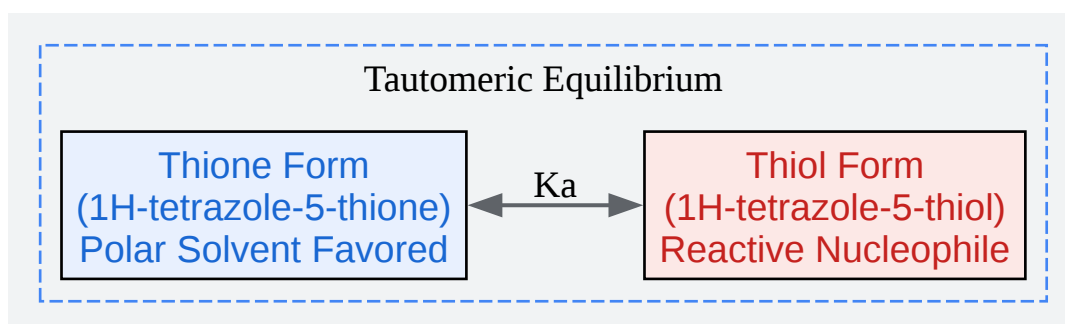 Tautomeric Equilibrium
Thione Form
(1H-tetrazole-5-thione)
Polar Solvent Favored
Ka
Thiol Form
(1H-tetrazole-5-thiol)
Reactive Nucleophile